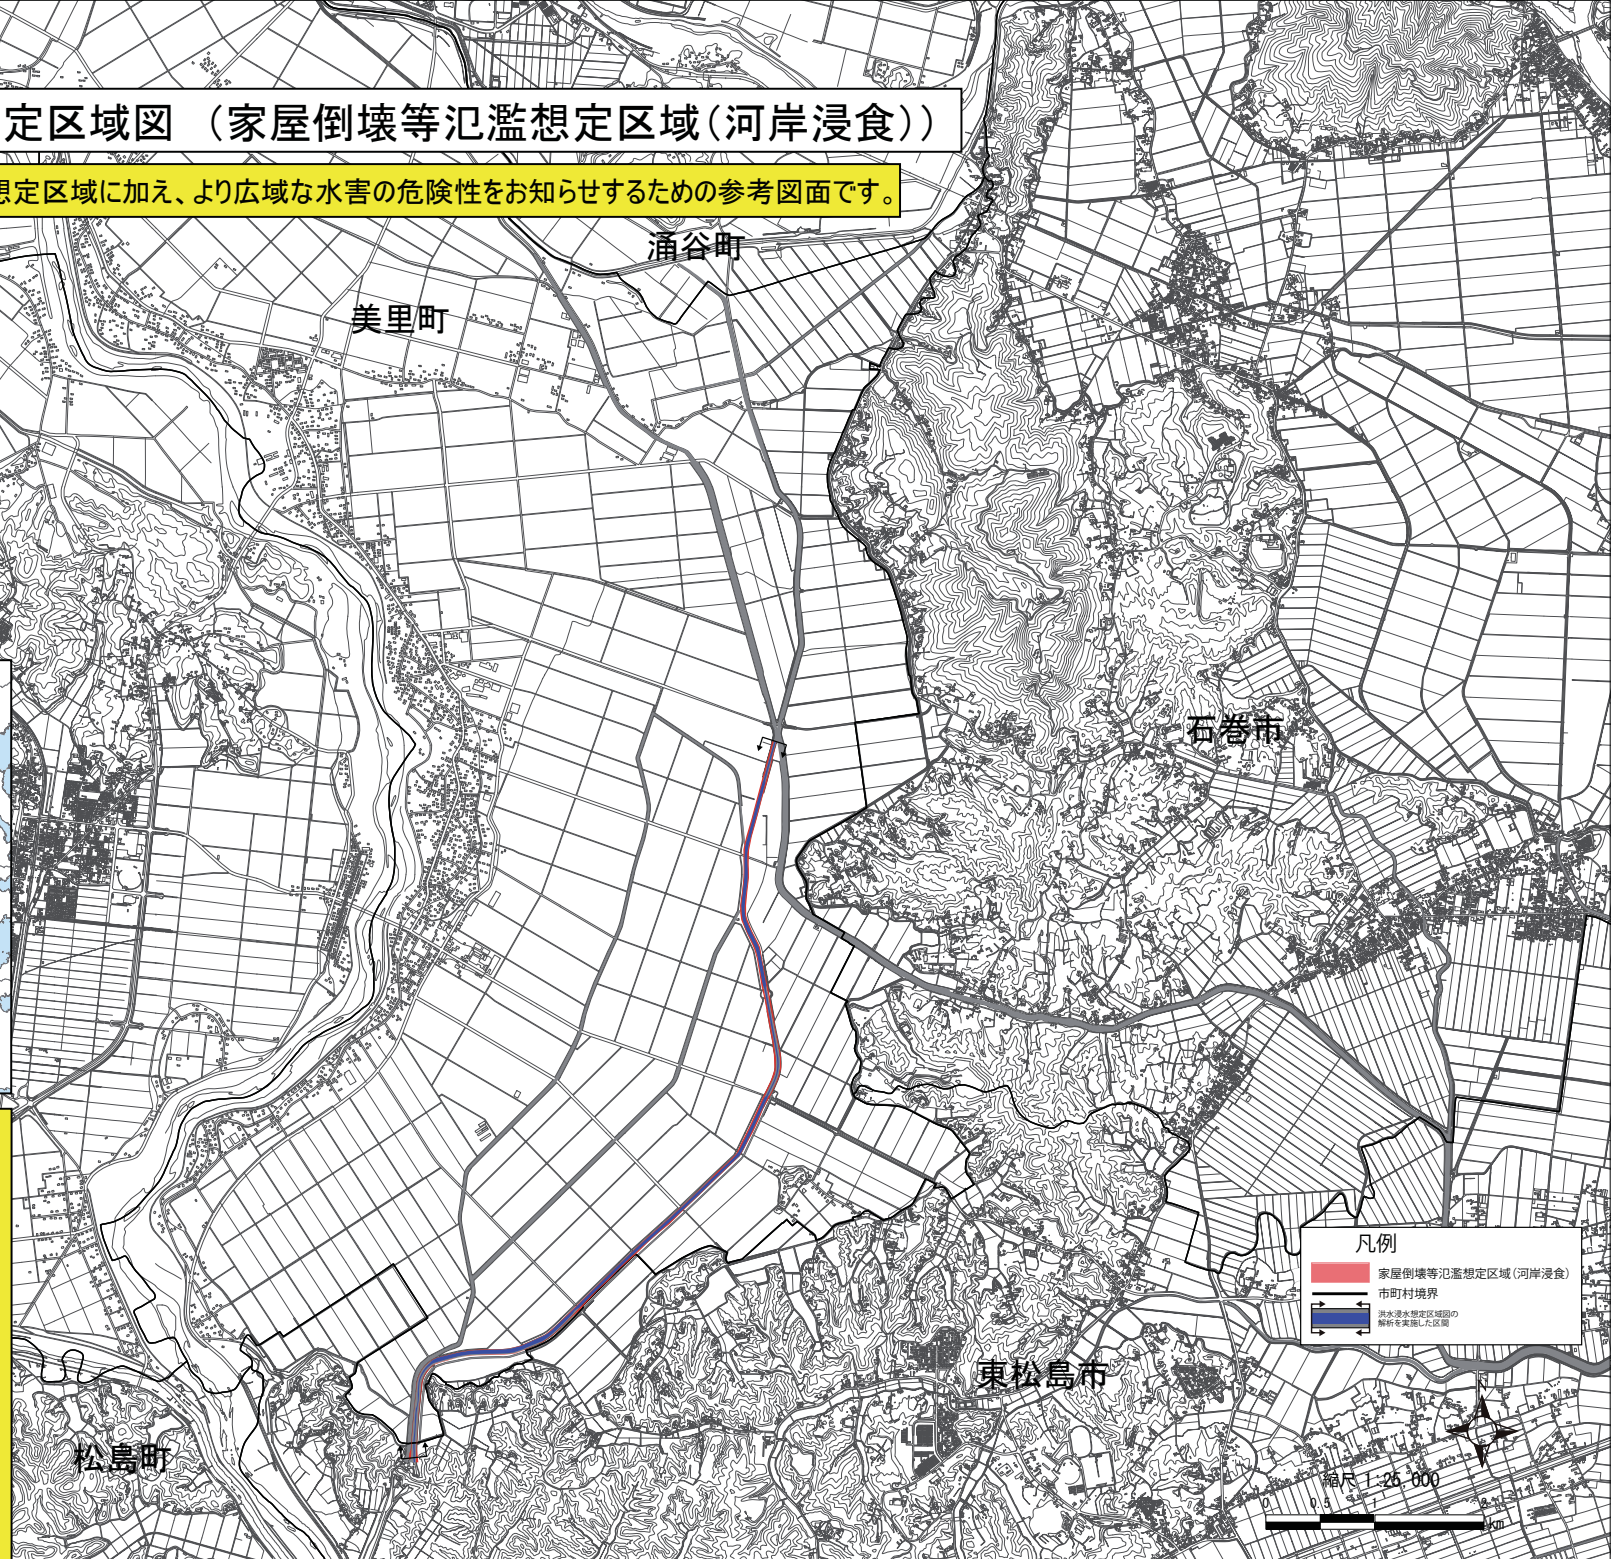 定区域図 （家屋倒壊等氾濫想定区域(河岸浸食)）
想定区域に加え、より広域な水害の危険性をお知らせするための参考図面です。
涌谷町
美里町
石巻市
凡例
家屋倒壊等氾濫想定区域(河岸浸食)
市町村境界
洪水浸水想定区域図の
解析を実施した区間
東松島市
松島町
縮尺 1:25,000
0 0.5 1 2
km